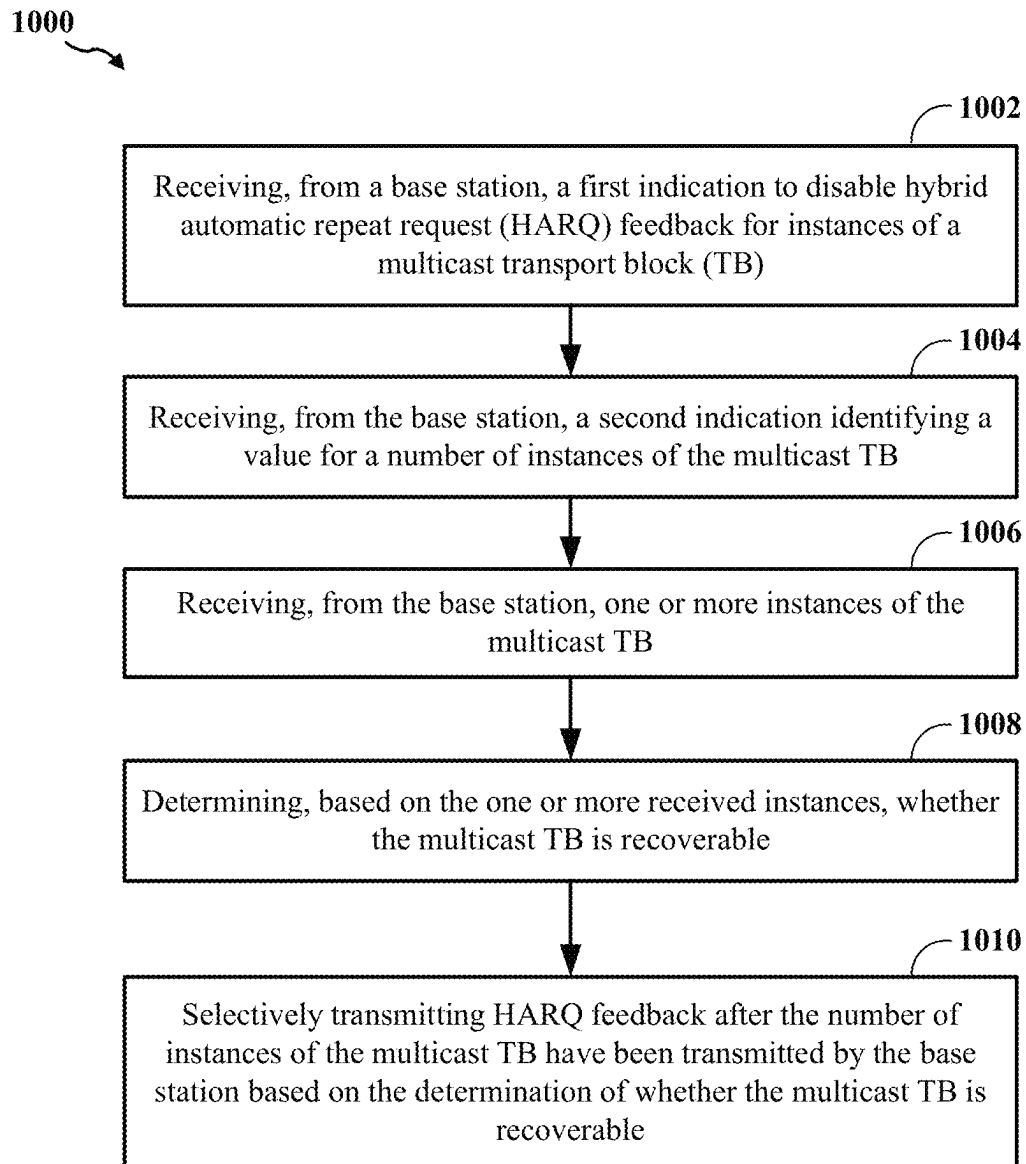 1000
1002
Receiving, from a base station, a first indication to disable hybrid
automatic repeat request (HARQ) feedback for instances of a
multicast transport block (TB)
1004
Receiving, from the base station, a second indication identifying a
value for a number of instances of the multicast TB
1006
Receiving, from the base station, one or more instances of the
multicast TB
1008
Determining, based on the one or more received instances, whether
the multicast TB is recoverable
1010
Selectively transmitting HARQ feedback after the number of
instances of the multicast TB have been transmitted by the base
station based on the determination of whether the multicast TB is
recoverable